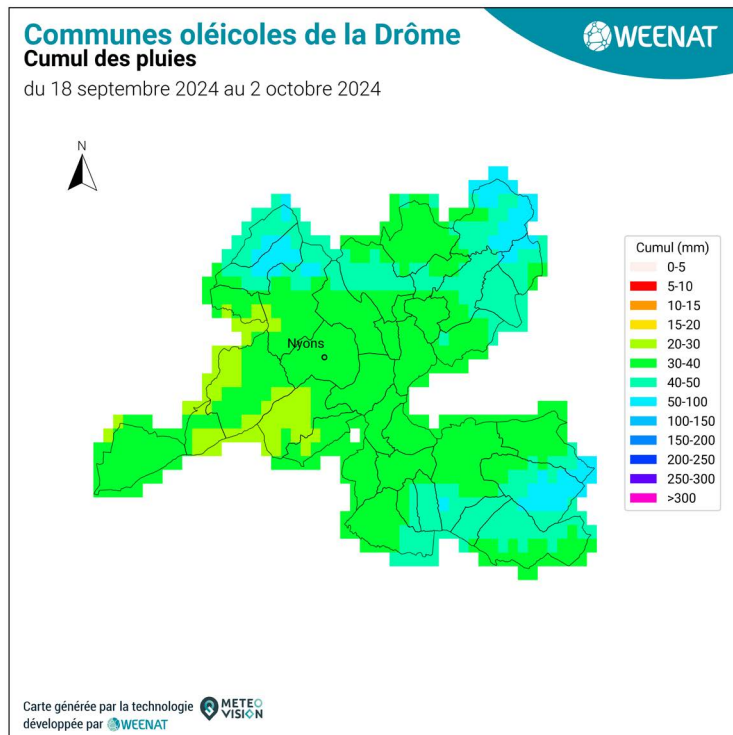 Communes oléicoles de la Drôme
Cumul des pluies
du 18 septembre 2024 au 2 octobre 2024
WEENAT
N
Nyons
Cumul (mm)
0-5
5-10
10-15
15-20
20-30
30-40
40-50
50-100
100-150
150-200
200-250
250-300
>300
Carte générée par la technologie METEO VISION
développée par WEENAT